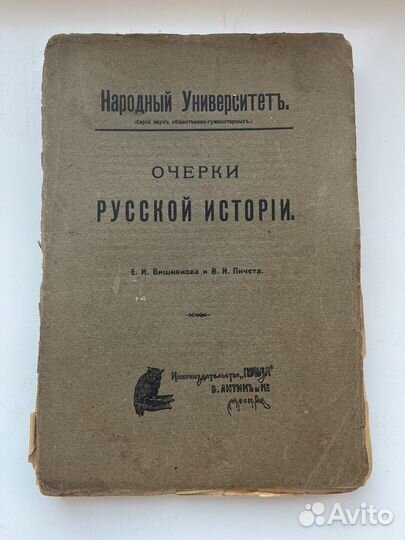 Народный Университетъ.
(Серія наукъ общественно-гуманитарныхъ.)
ОЧЕРКИ
РУССКОЙ ИСТОРІИ.
Е. И. Вишнякова и В. И. Пичета.
Книгоиздательство „ПОЛЬЗА"
В. АНТИКЪ и Ко
МОСКВА
Avito